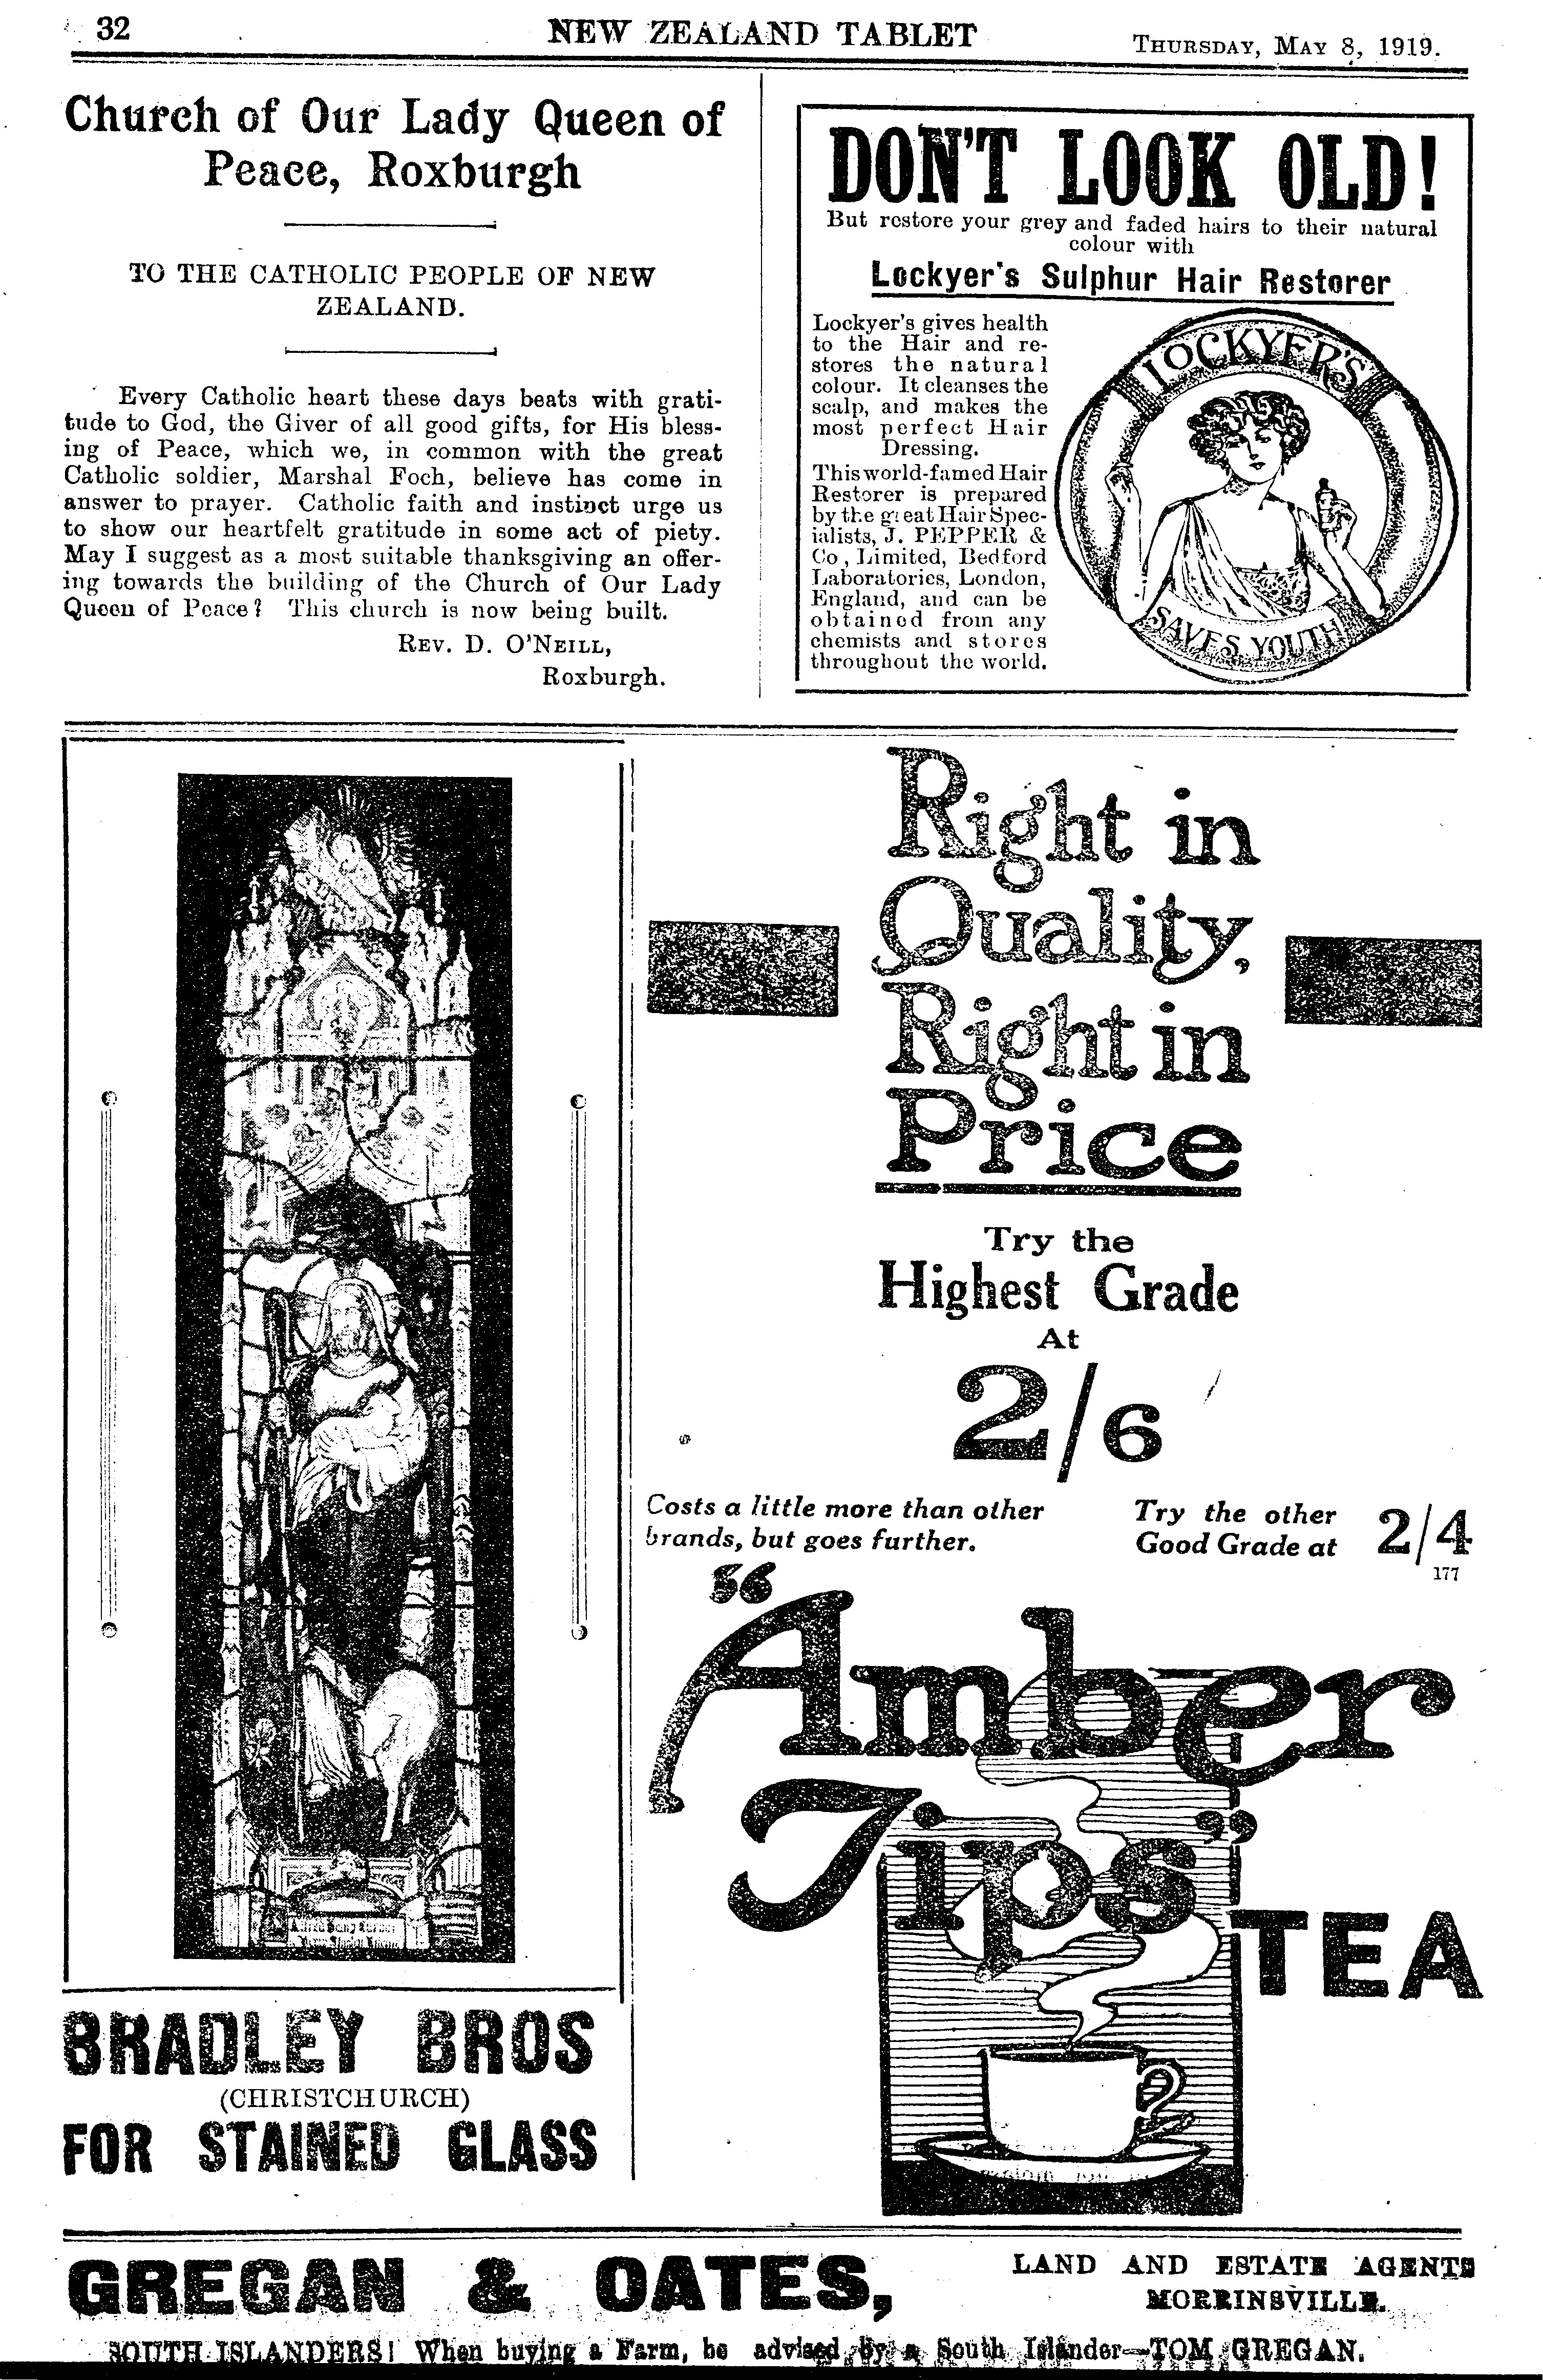 32
NEW ZEALAND TABLET
THURSDAY, MAY 8, 1919.
Church of Our Lady Queen of
Peace, Roxburgh
TO THE CATHOLIC PEOPLE OF NEW
ZEALAND.
Every Catholic heart these days beats with grati-
tude to God, the Giver of all good gifts, for His bless-
ing of Peace, which we, in common with the great
Catholic soldier, Marshal Foch, believe has come in
answer to prayer. Catholic faith and instinct urge us
to show our heartfelt gratitude in some act of piety.
May I suggest as a most suitable thanksgiving an offer-
ing towards the building of the Church of Our Lady
Queen of Peace? This church is now being built.
REV. D. O'NEILL,
Roxburgh.
DON'T LOOK OLD!
But restore your grey and faded hairs to their natural
colour with
Lockyer's Sulphur Hair Restorer
Lockyer's gives health
to the Hair and re-
stores the natural
colour. It cleanses the
scalp, and makes the
most perfect Hair
Dressing.
This world-famed Hair
Restorer is prepared
by the great Hair Spec-
ialists, J. PEPPER &
Co, Limited, Bedford
Laboratories, London,
England, and can be
obtained from any
chemists and stores
throughout the world.
LOCKYER'S
SAVES YOUTH
BRADLEY BROS
(CHRISTCHURCH)
FOR STAINED GLASS
Right in
Quality,
Right in
Price
Try the
Highest Grade
At
2/6
Costs a little more than other
brands, but goes further.
Try the other
Good Grade at
2/4
177
"Amber
Tips"
TEA
GREGAN & OATES,
LAND AND ESTATE AGENTS
MORRINSVILLE.
SOUTH ISLANDERS! When buying a Farm, be advised by a South Islander—TOM GREGAN.